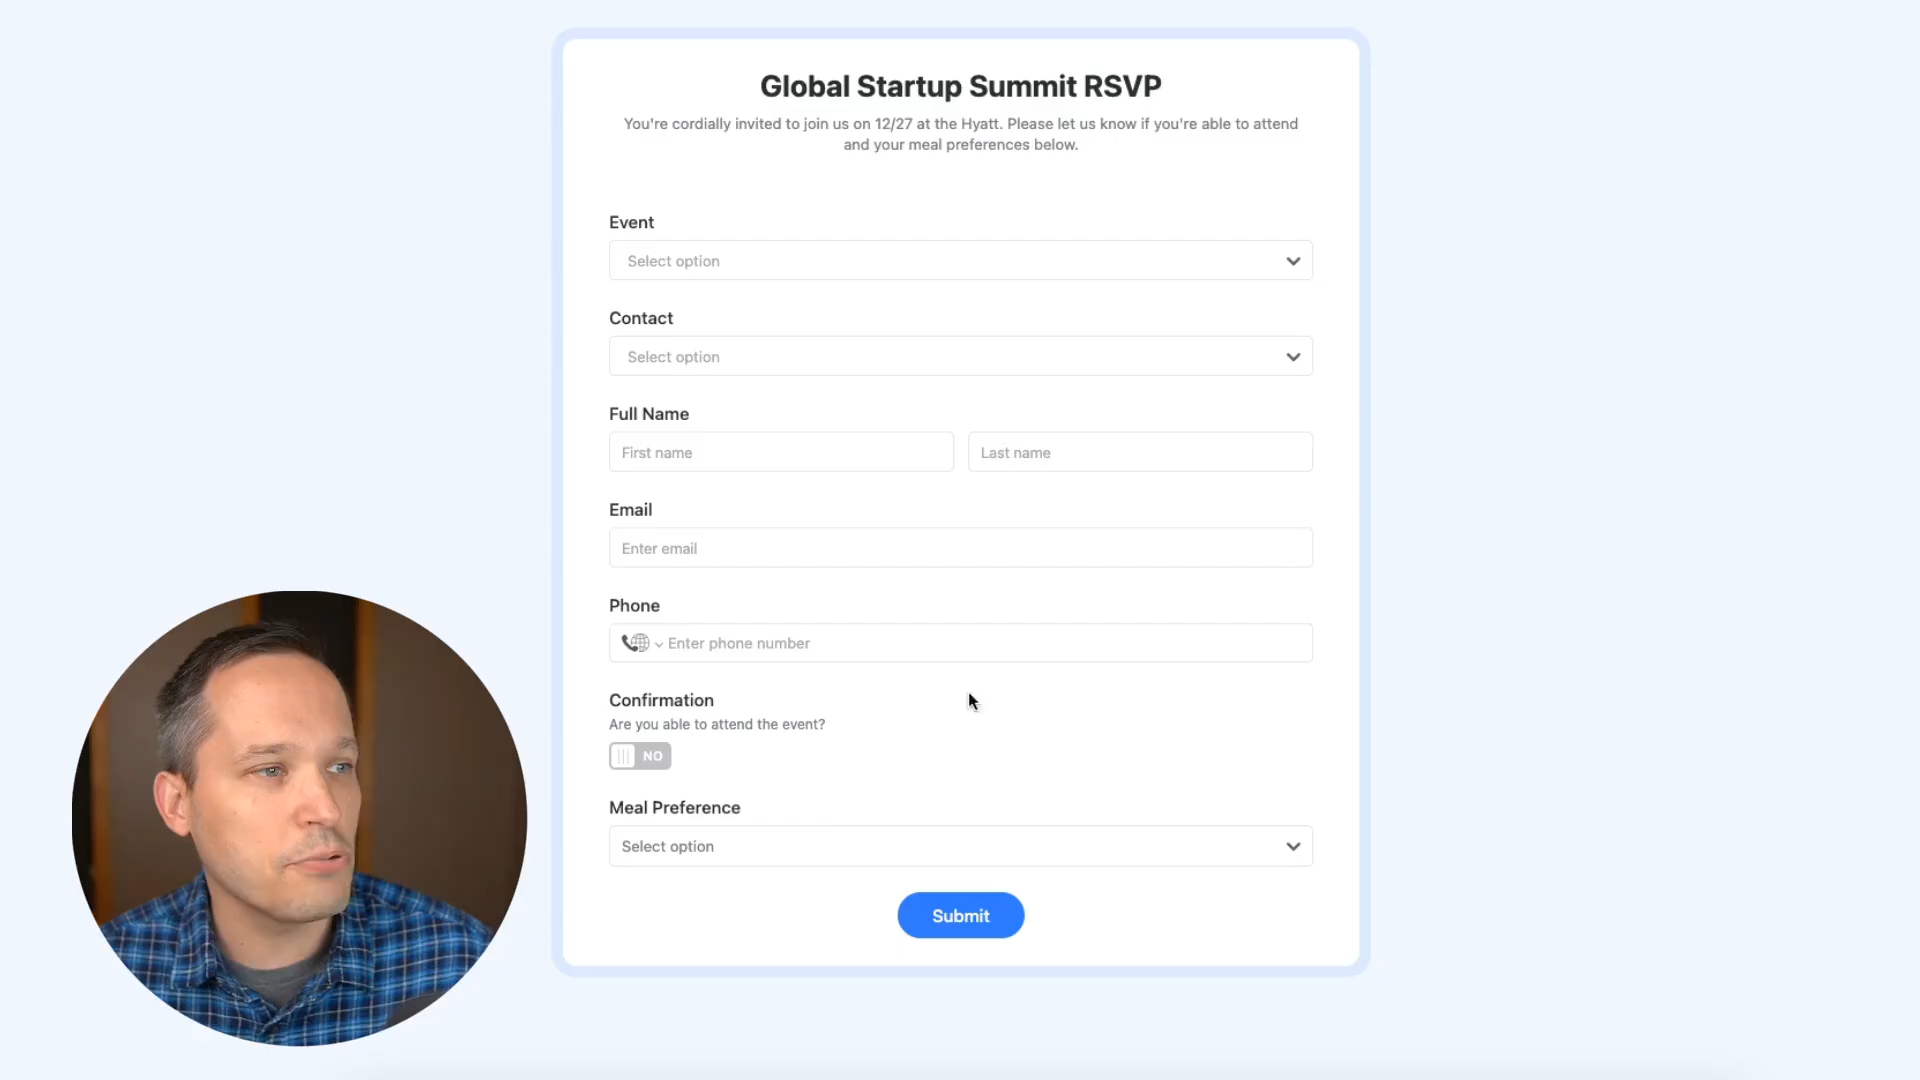 Global Startup Summit RSVP
You're cordially invited to join us on 12/27 at the Hyatt. Please let us know if you're able to attend
and your meal preferences below.
Event
Select option
Contact
Select option
Full Name
First name
Last name
Email
Enter email
Phone
Enter phone number
Confirmation
Are you able to attend the event?
NO
Meal Preference
Select option
Submit